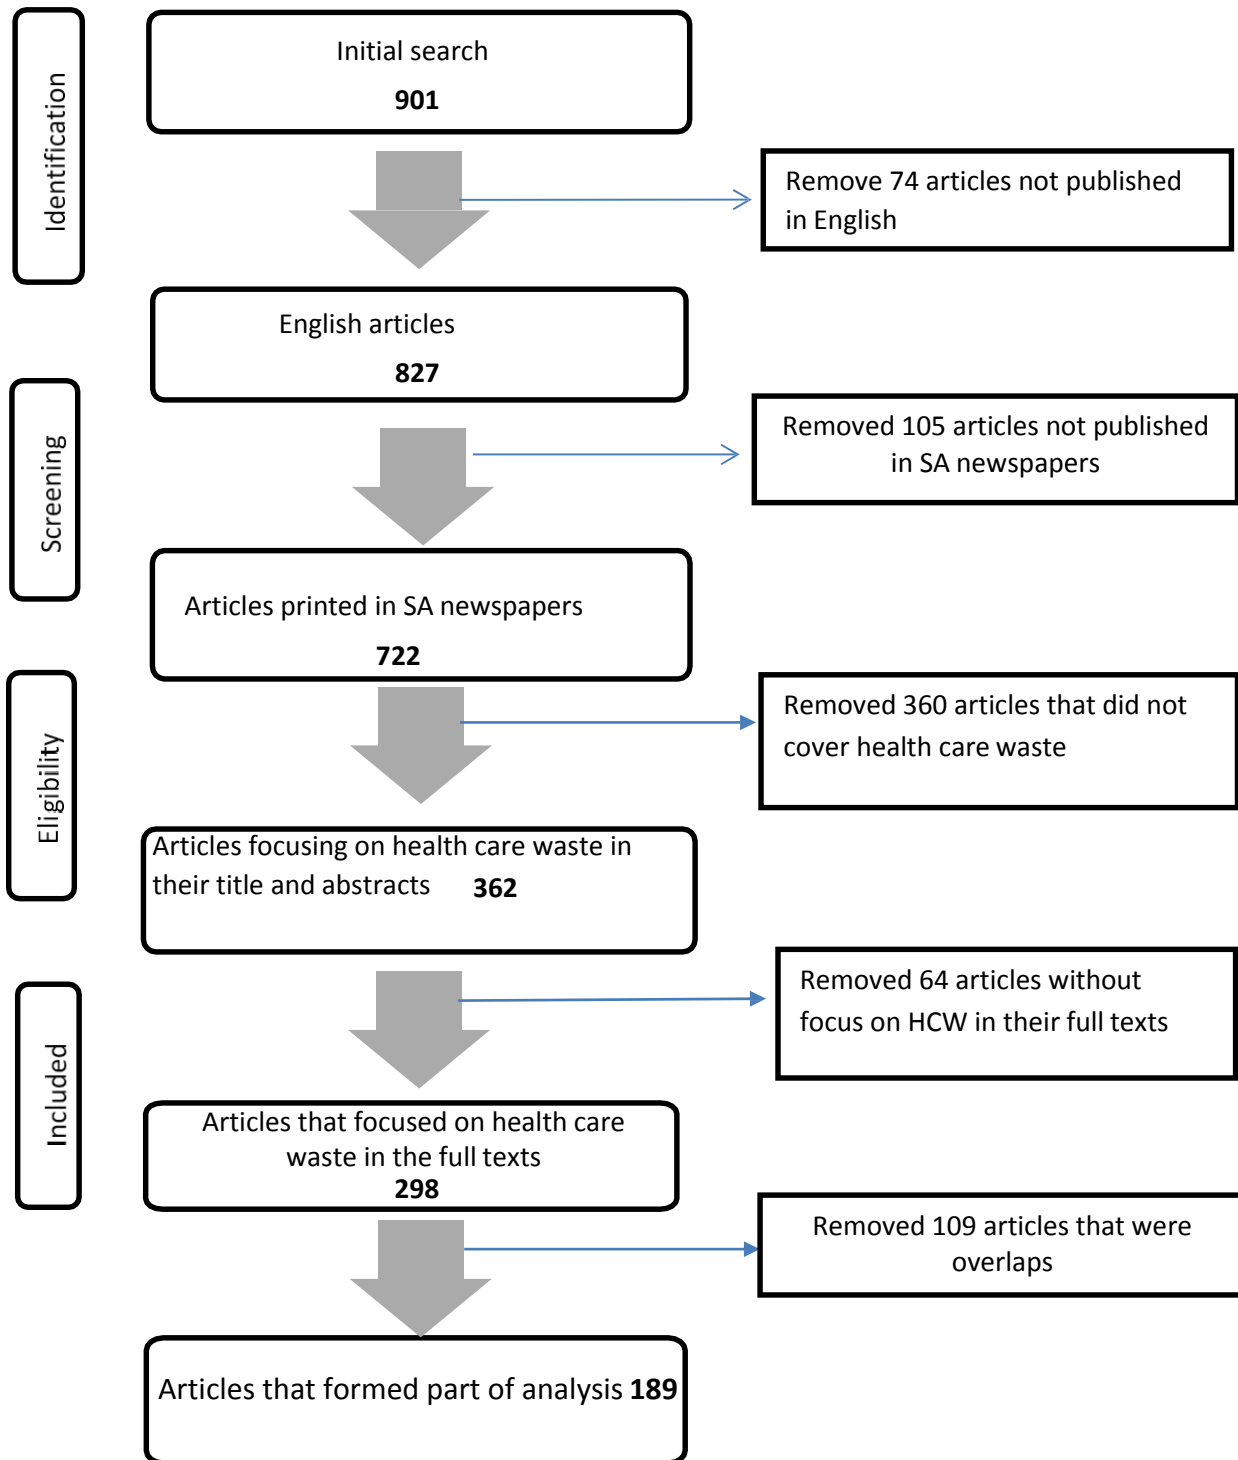 Identification
Initial search
901
Remove 74 articles not published
in English
English articles
827
Screening
Removed 105 articles not published
in SA newspapers
Articles printed in SA newspapers
722
Eligibility
Removed 360 articles that did not
cover health care waste
Articles focusing on health care waste in
their title and abstracts 362
Included
Removed 64 articles without
focus on HCW in their full texts
Articles that focused on health care
waste in the full texts
298
Removed 109 articles that were
overlaps
Articles that formed part of analysis 189